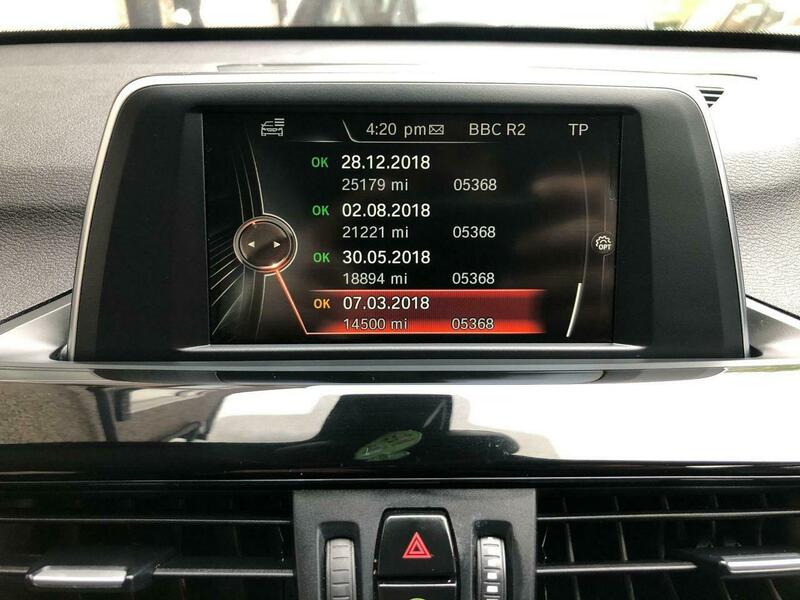 4:20 pm BBC R2 TP
OK 28.12.2018
25179 mi 05368
OK 02.08.2018
21221 mi 05368
OK 30.05.2018
18894 mi 05368
OPT
OK 07.03.2018
14500 mi 05368